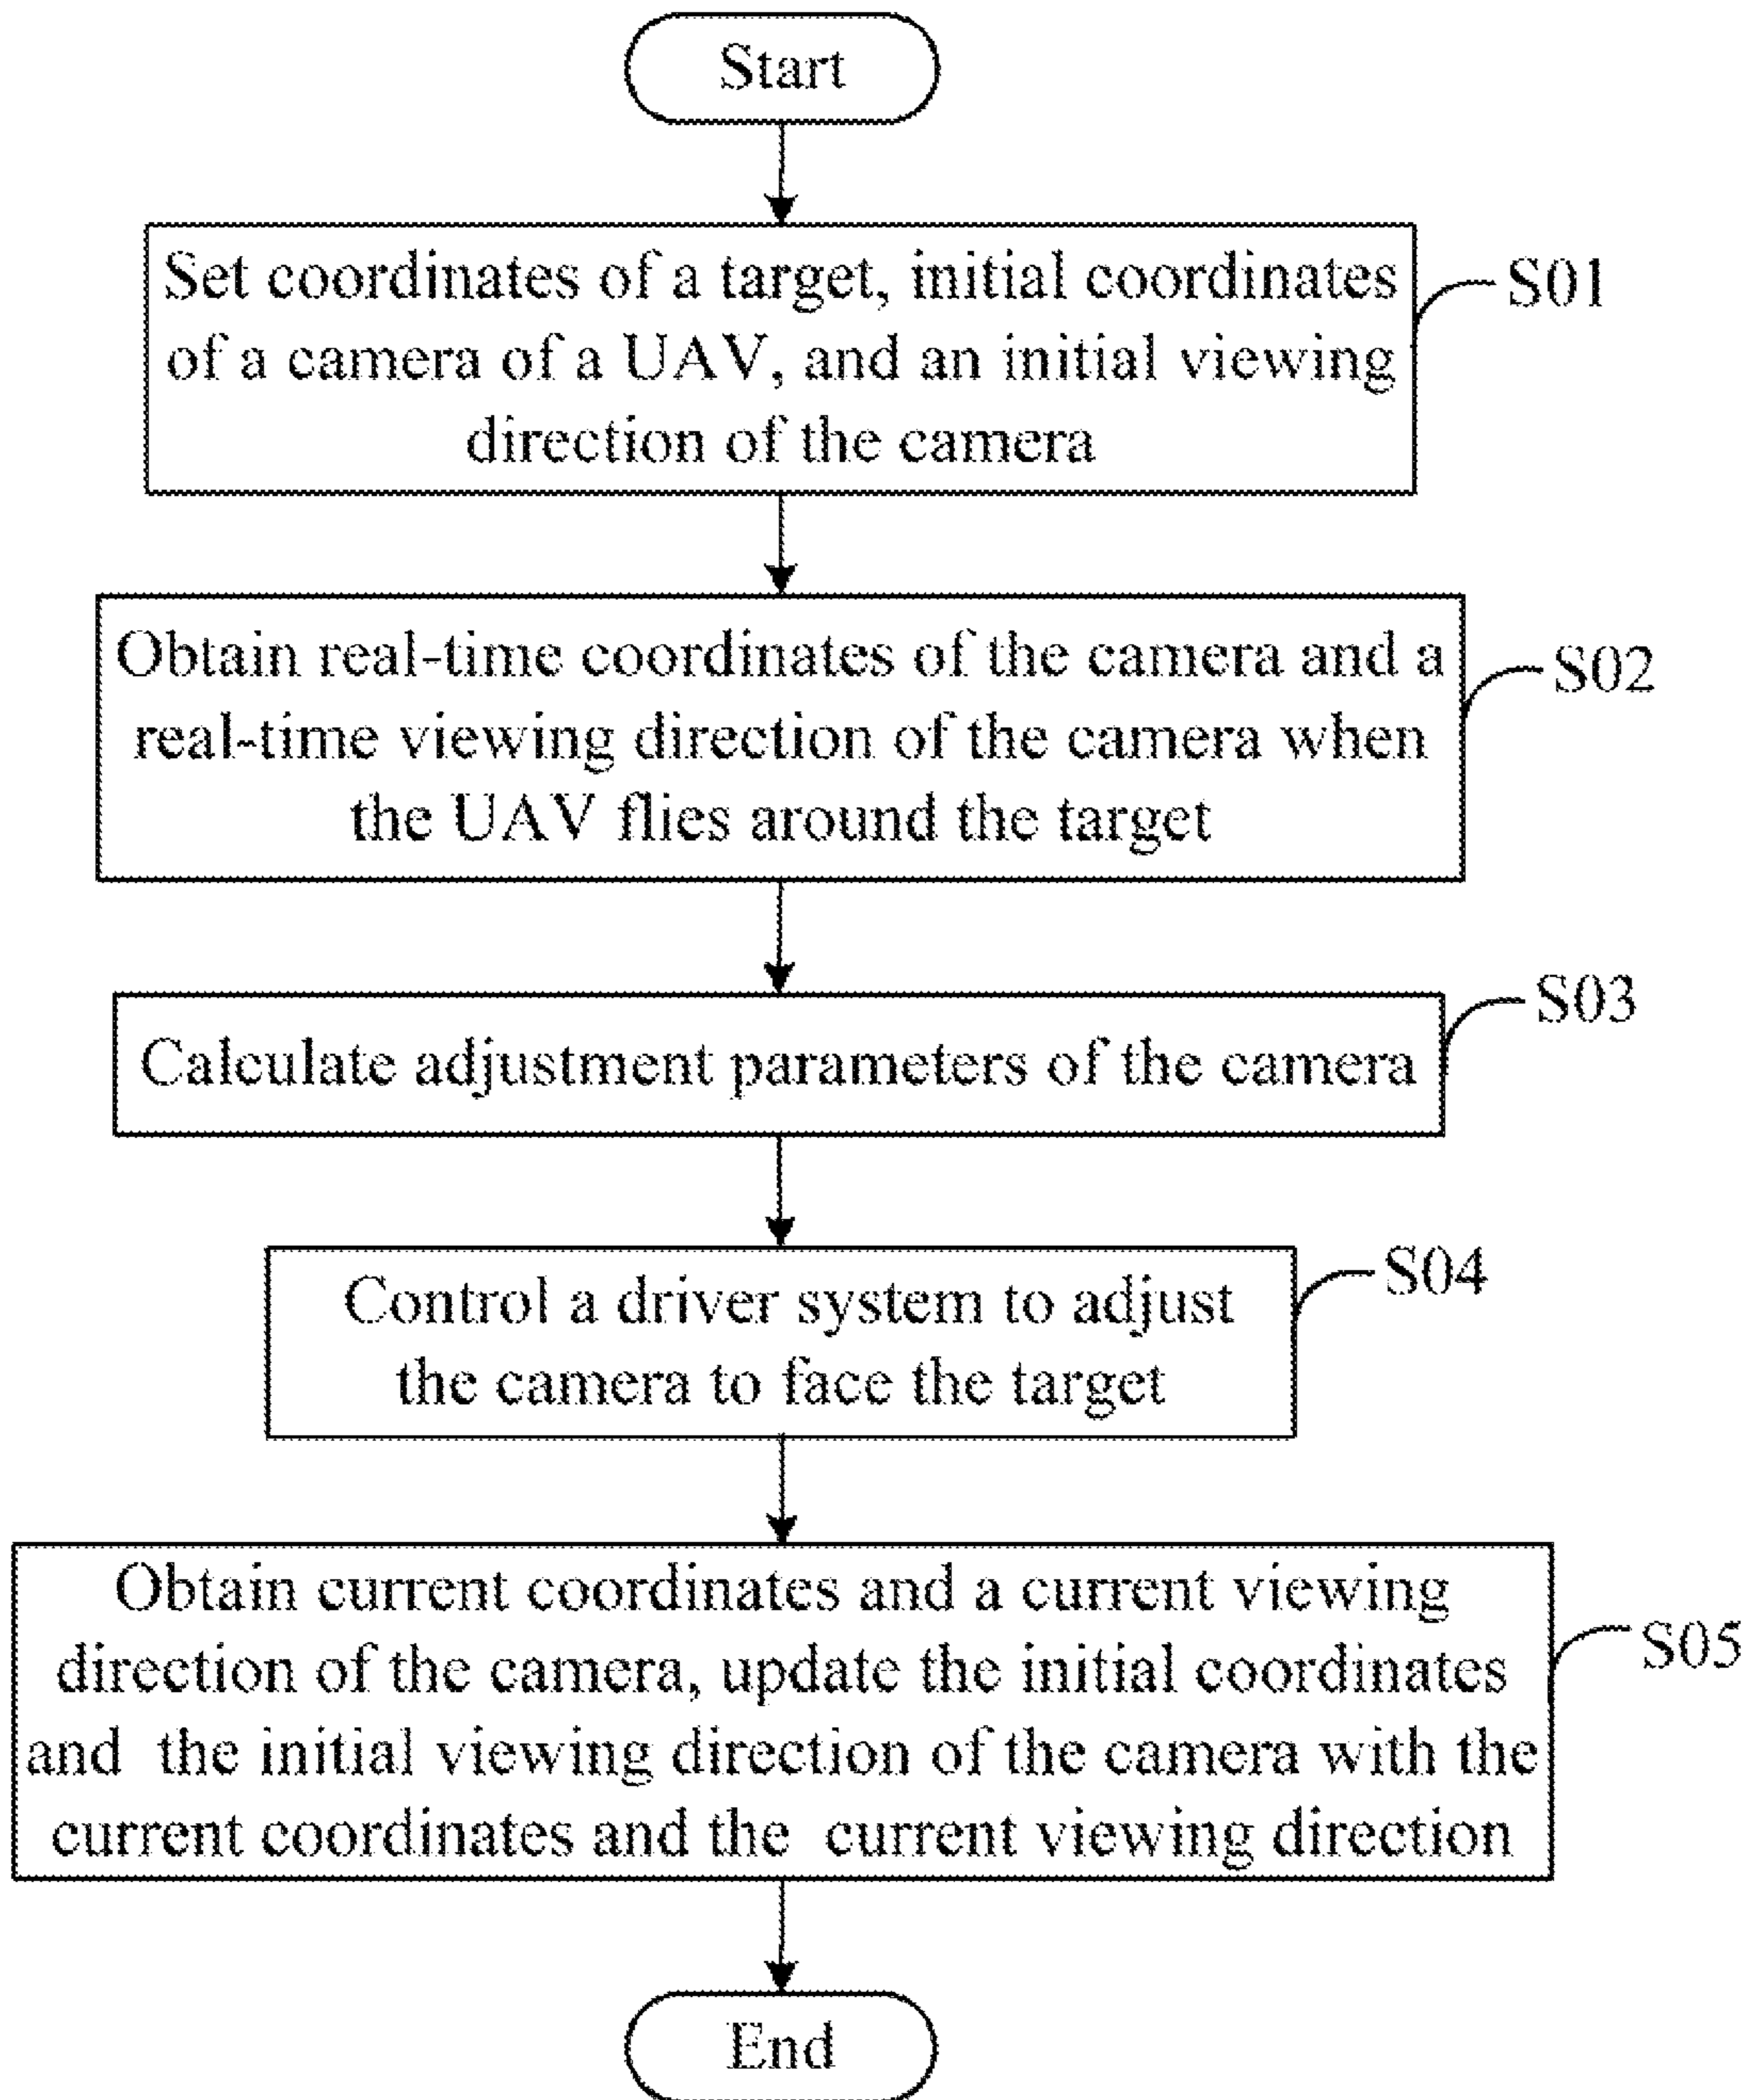 Start
Set coordinates of a target, initial coordinates
of a camera of a UAV, and an initial viewing
direction of the camera
S01
Obtain real-time coordinates of the camera and a
real-time viewing direction of the camera when
the UAV flies around the target
S02
Calculate adjustment parameters of the camera
S03
Control a driver system to adjust
the camera to face the target
S04
Obtain current coordinates and a current viewing
direction of the camera, update the initial coordinates
and the initial viewing direction of the camera with the
current coordinates and the current viewing direction
S05
End